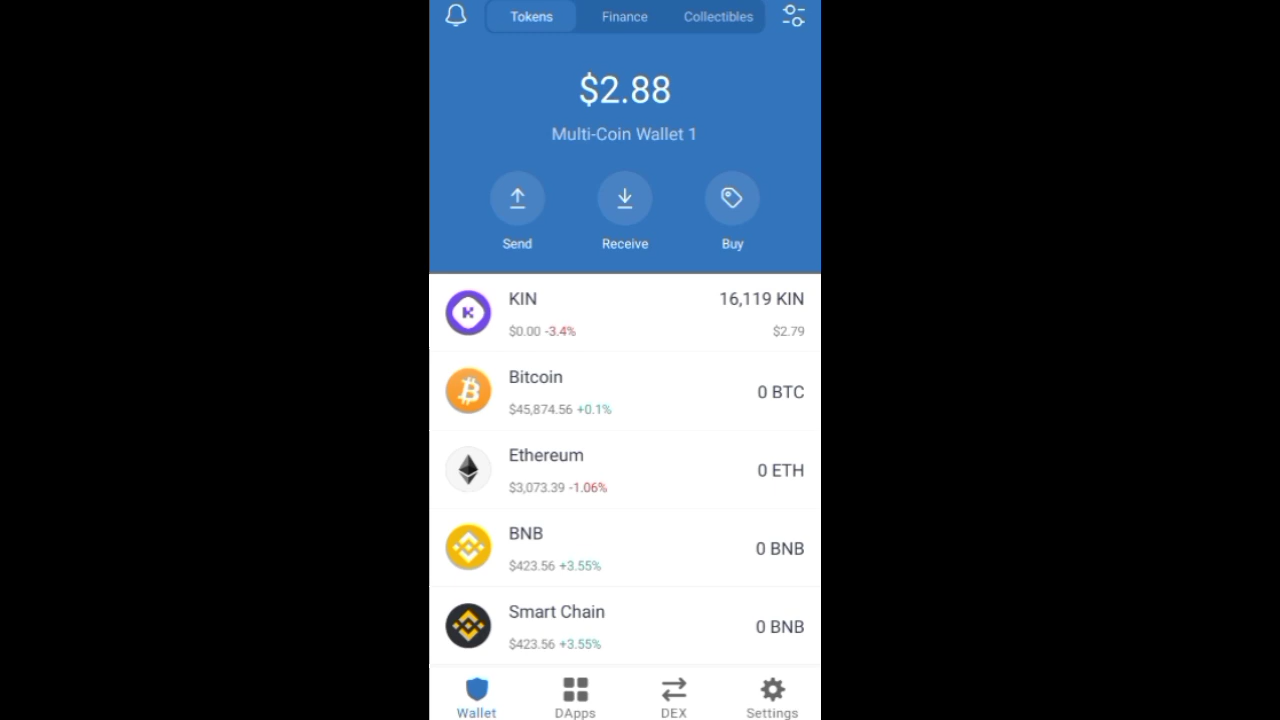 Tokens Finance Collectibles
$2.88
Multi-Coin Wallet 1
Send Receive Buy
KIN 16,119 KIN
$0.00 -3.4% $2.79
Bitcoin
0 BTC
$45,874.56 +0.1%
Ethereum
0 ETH
$3,073.39 -1.06%
BNB
0 BNB
$423.56 +3.55%
Smart Chain
0 BNB
$423.56 +3.55%
Wallet DApps DEX Settings